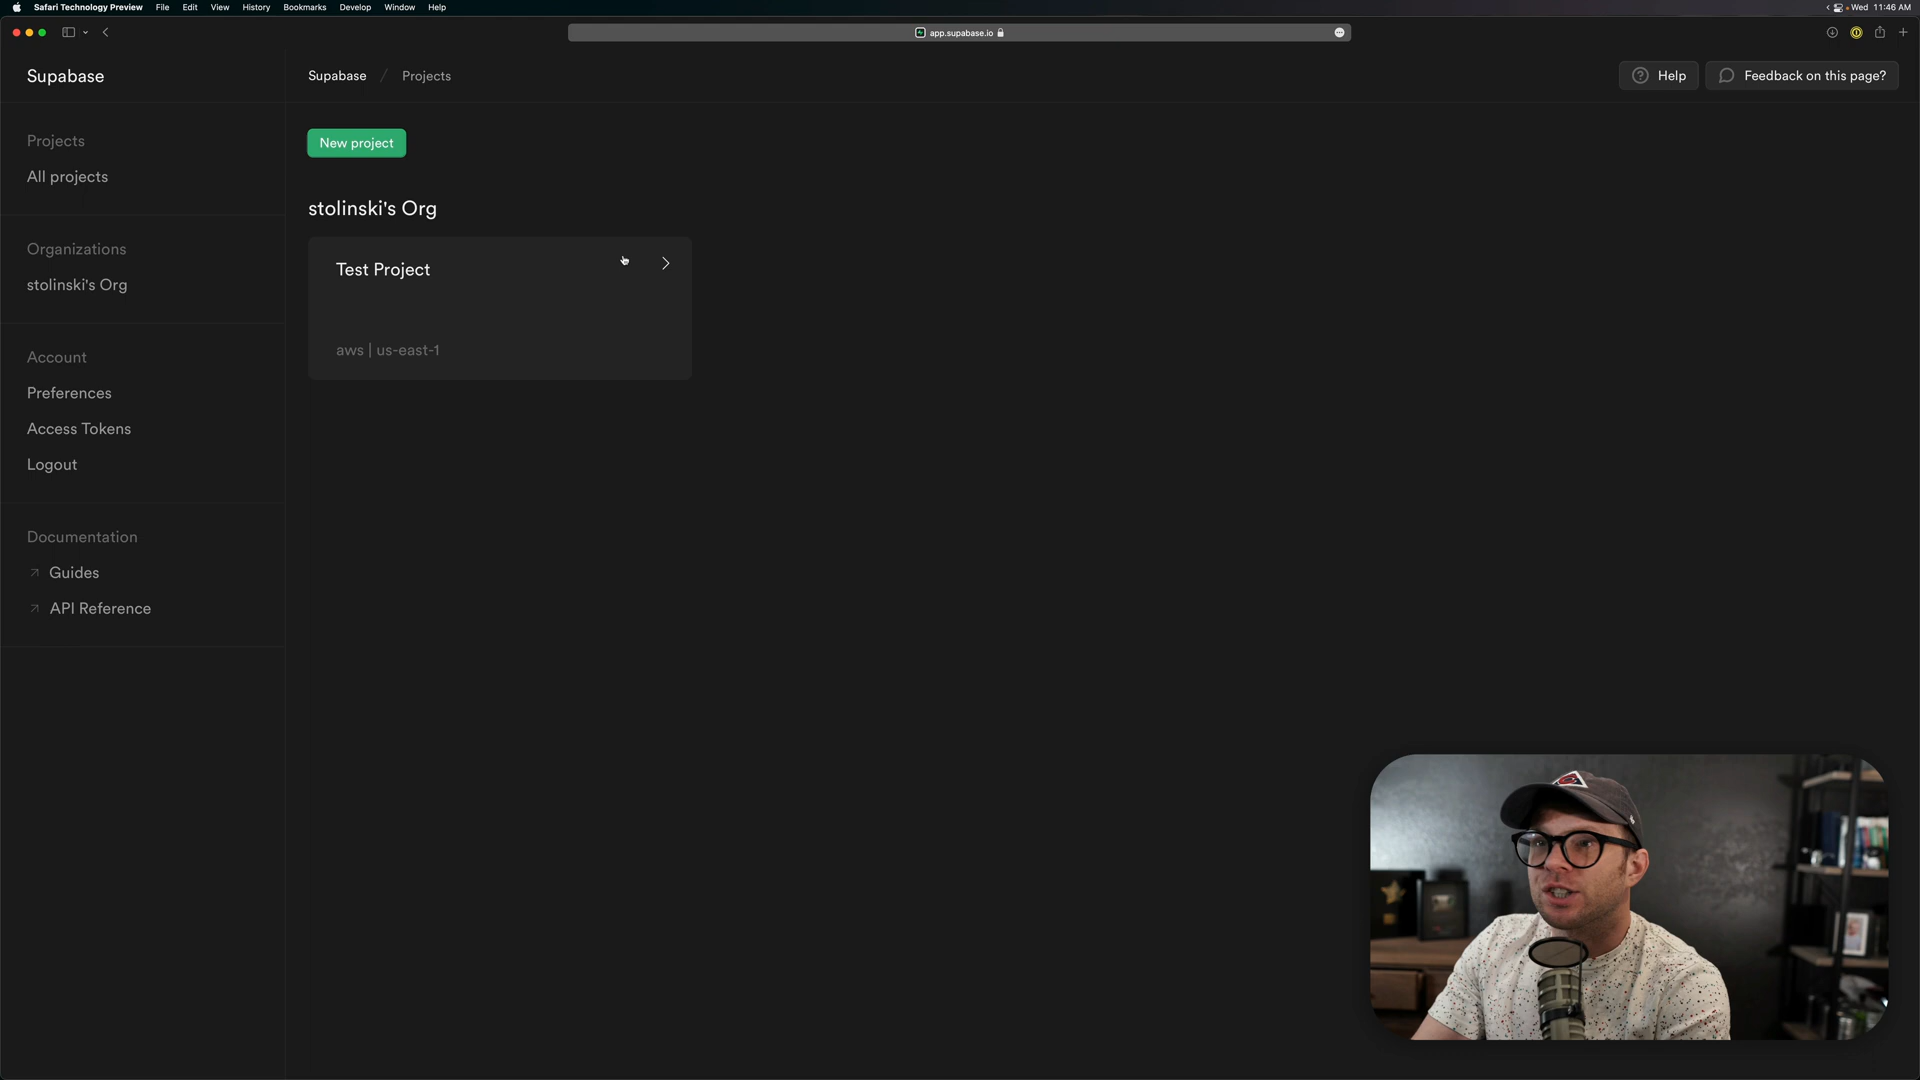 Safari Technology Preview File Edit View History Bookmarks Develop Window Help
Wed 11:46 AM
app.supabase.io
Supabase
Supabase / Projects
Help
Feedback on this page?
Projects
All projects
Organizations
stolinski's Org
Account
Preferences
Access Tokens
Logout
Documentation
Guides
API Reference
New project
stolinski's Org
Test Project
aws | us-east-1